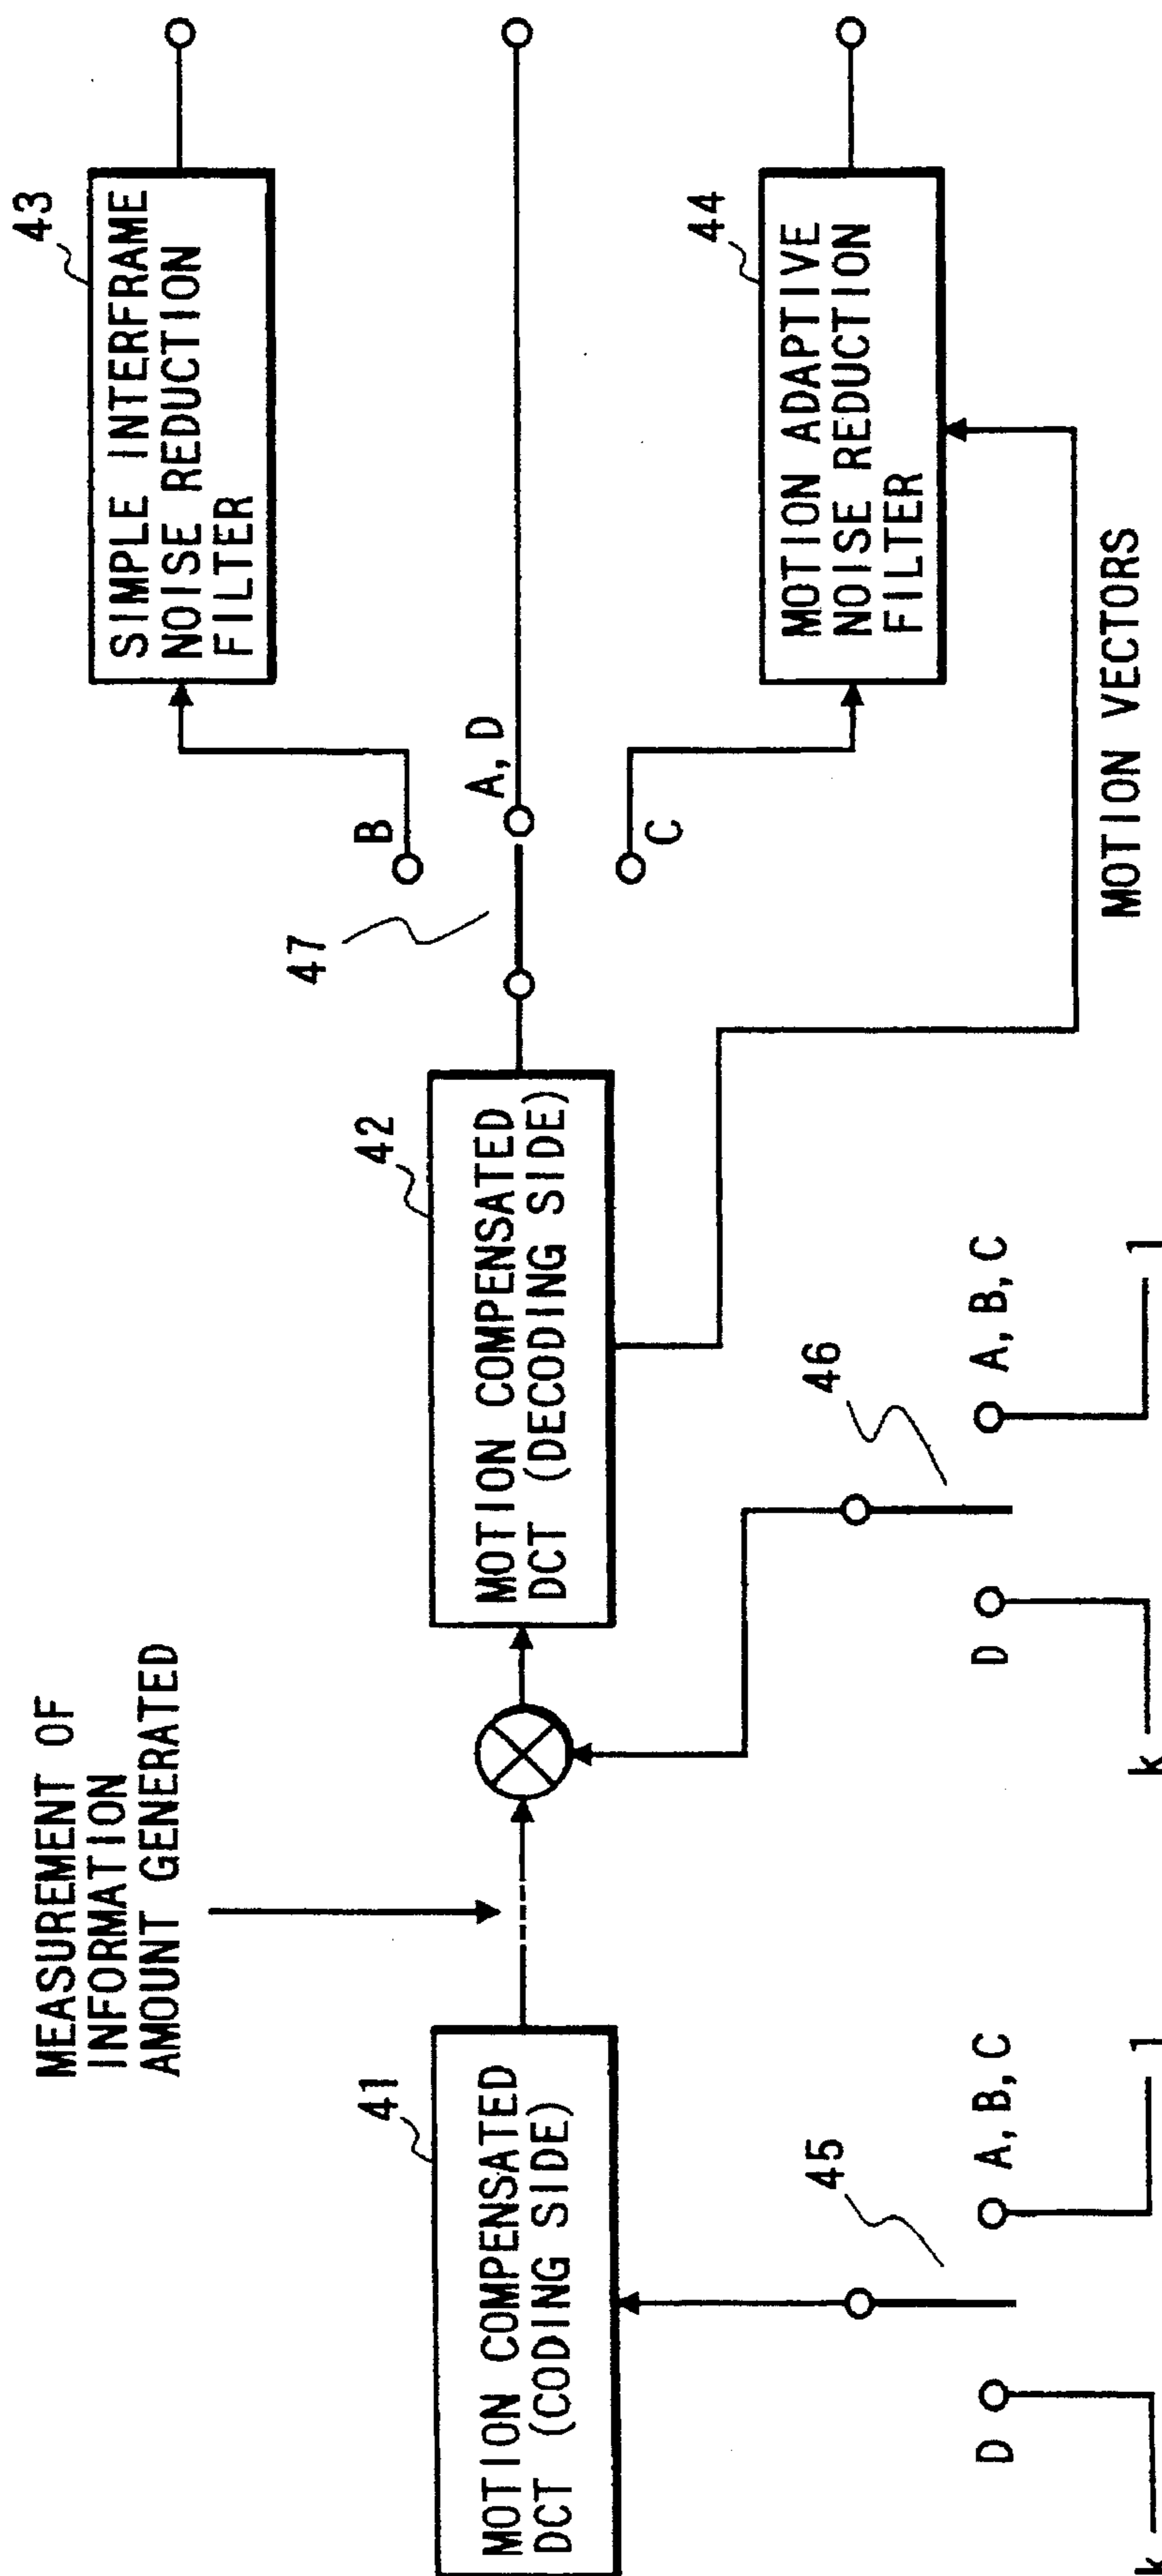 MEASUREMENT OF
INFORMATION
AMOUNT GENERATED
41
MOTION COMPENSATED
DCT (CODING SIDE)
42
MOTION COMPENSATED
DCT (DECODING SIDE)
47
B
A, D
C
43
SIMPLE INTERFRAME
NOISE REDUCTION
FILTER
44
MOTION ADAPTIVE
NOISE REDUCTION
FILTER
MOTION VECTORS
45
D
A, B, C
k
1
46
D
A, B, C
k
1